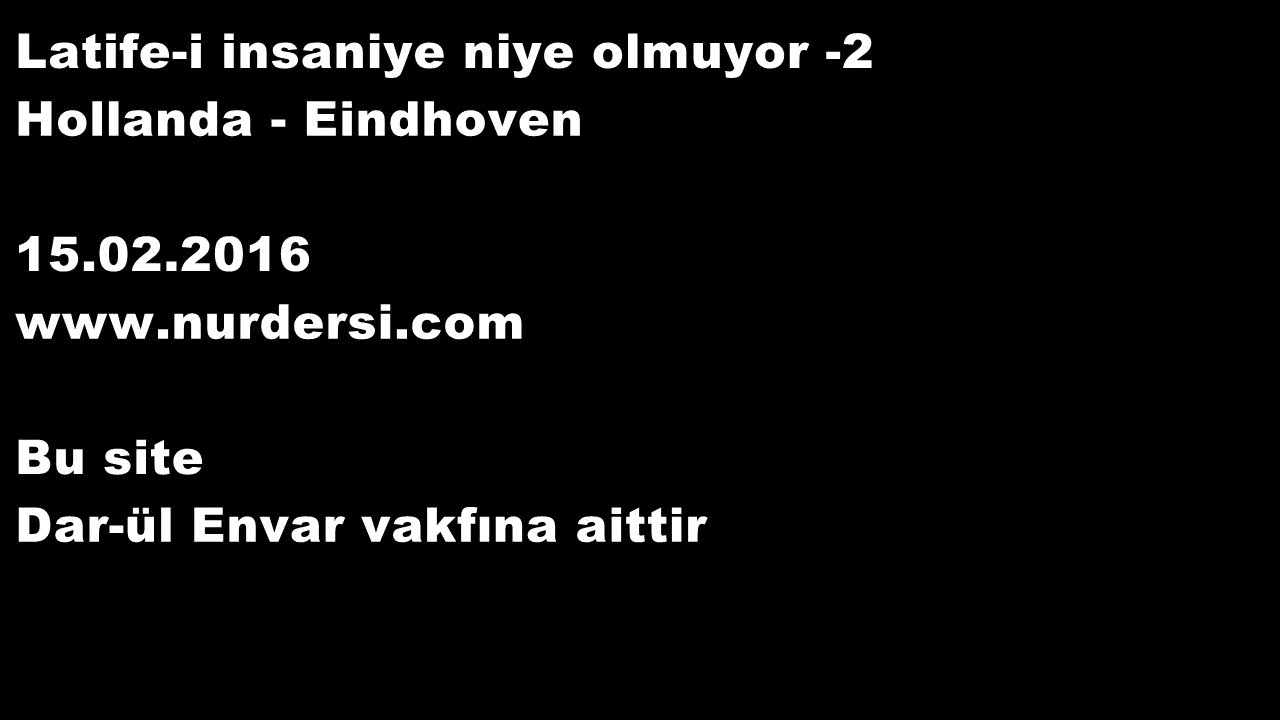 Latife-i insaniye niye olmuyor -2
Hollanda - Eindhoven
15.02.2016
www.nurdersi.com
Bu site
Dar-ül Envar vakfına aittir